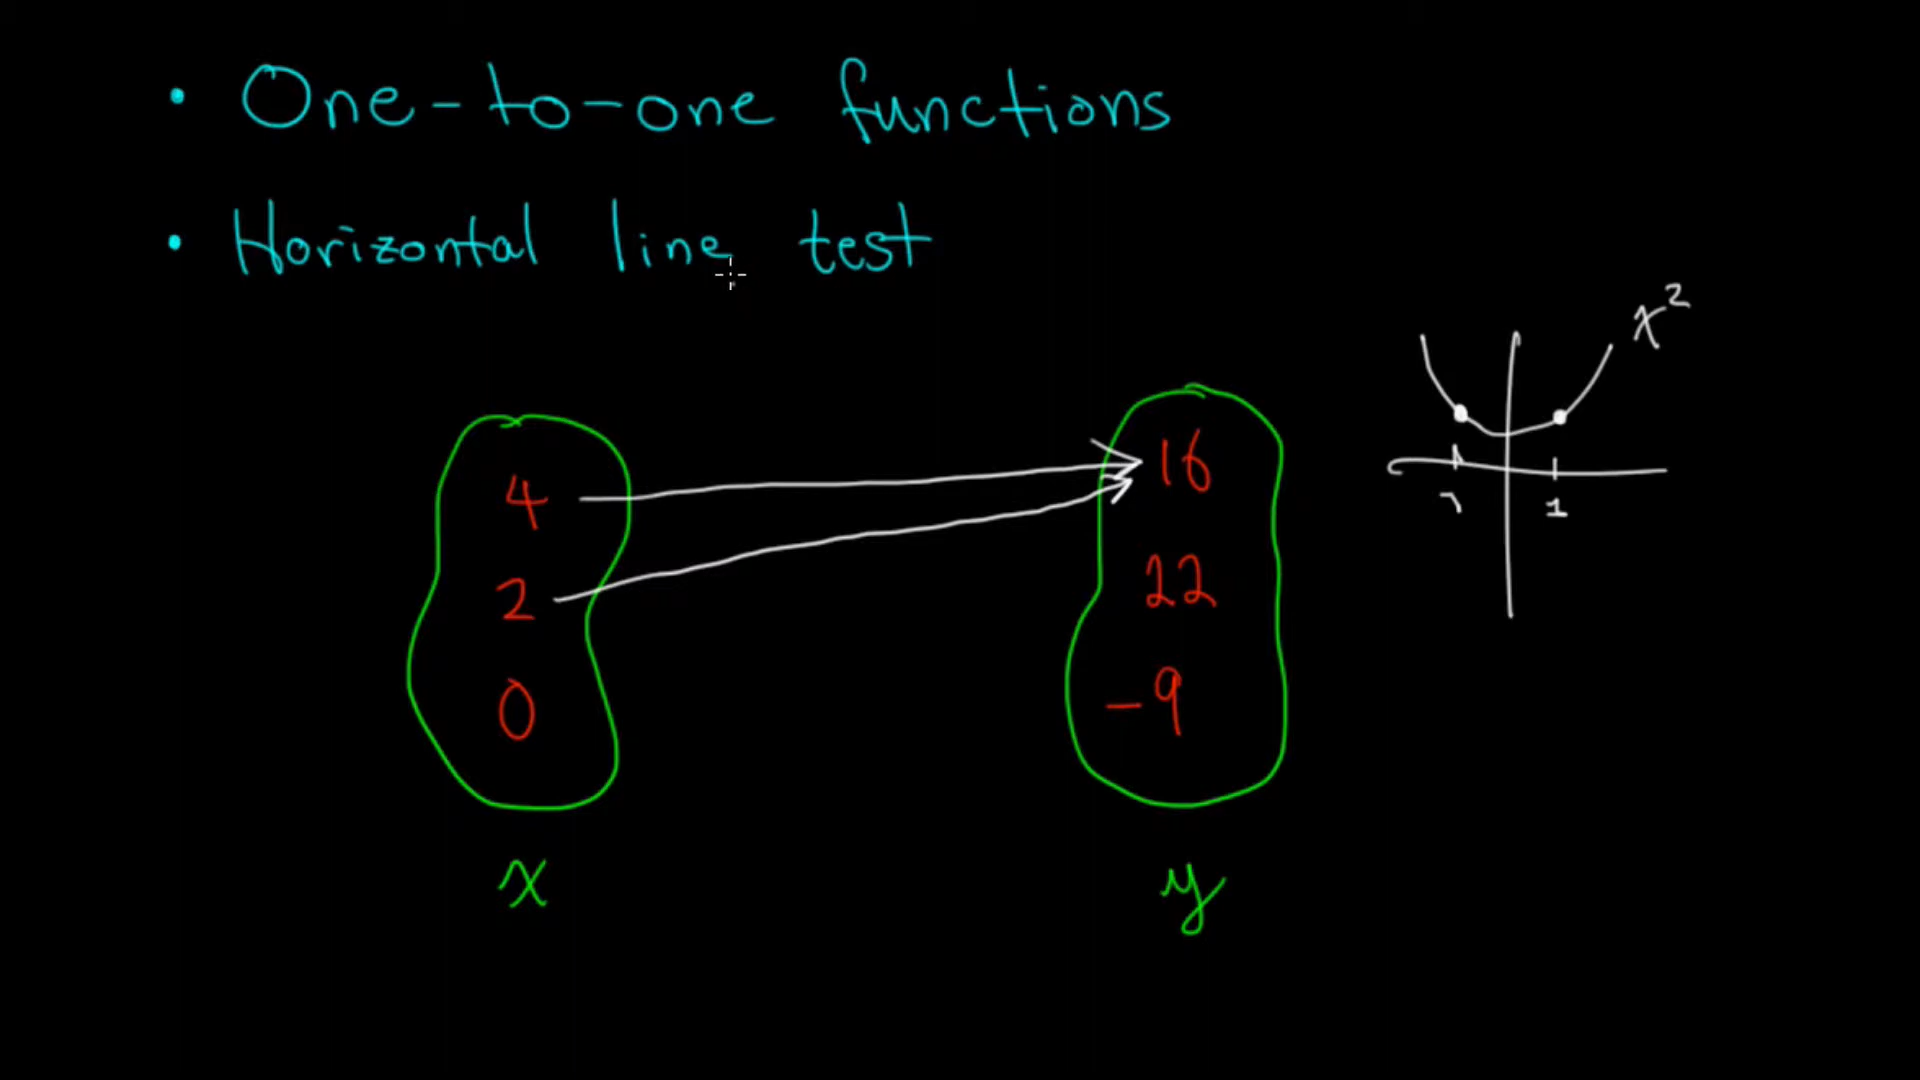 • One-to-one functions
• Horizontal line test
x²
4
2
0
16
22
-9
1
x
y